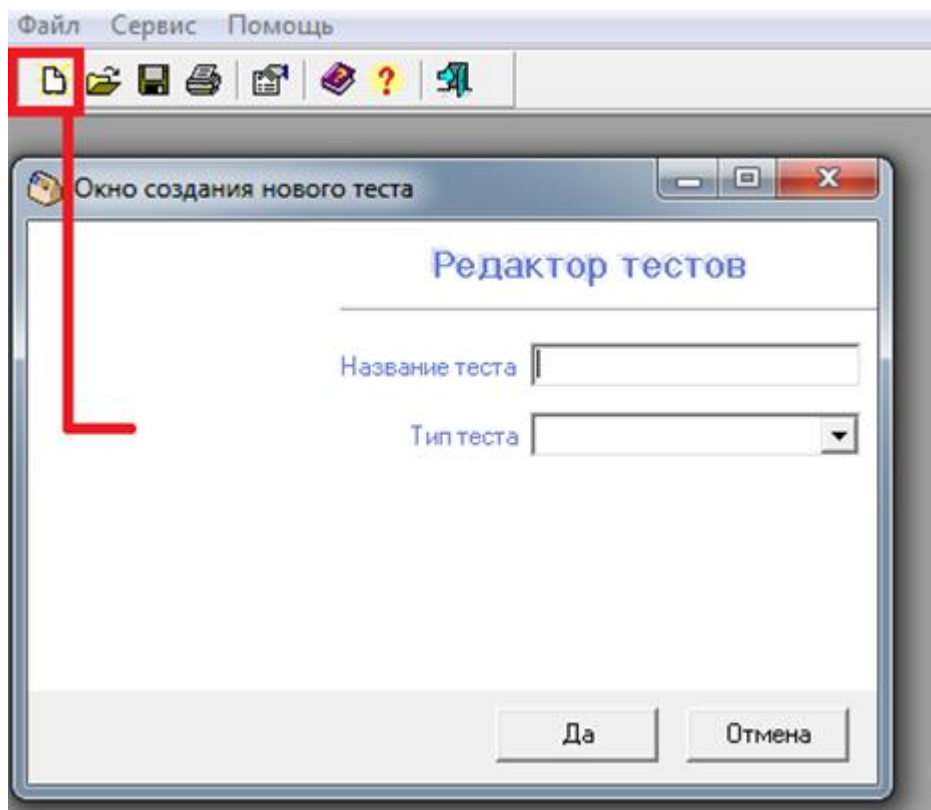 Файл Сервис Помощь
Окно создания нового теста
Редактор тестов
Название теста
Тип теста
Да Отмена